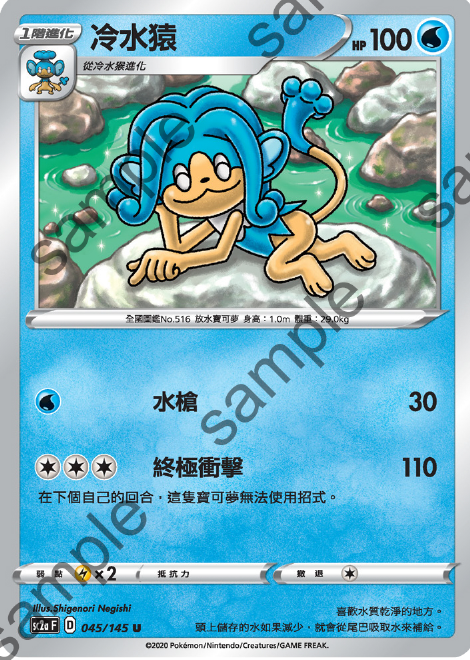 1階進化
冷水猿
HP100
從冷水猴進化
全國圖鑑No.516 放水寶可夢 身高：1.0m 體重：29.0kg
水槍 30
終極衝擊 110
在下個自己的回合，這隻寶可夢無法使用招式。
弱點 ×2 抵抗力 撤退
Illus.Shigenori Negishi
sc2a F D 045/145 U
喜歡水質乾淨的地方。
頭上儲存的水如果減少，就會從尾巴吸取水來補給。
©2020 Pokémon/Nintendo/Creatures/GAME FREAK.
sample
sample
sample
sample
sample
sample
sample